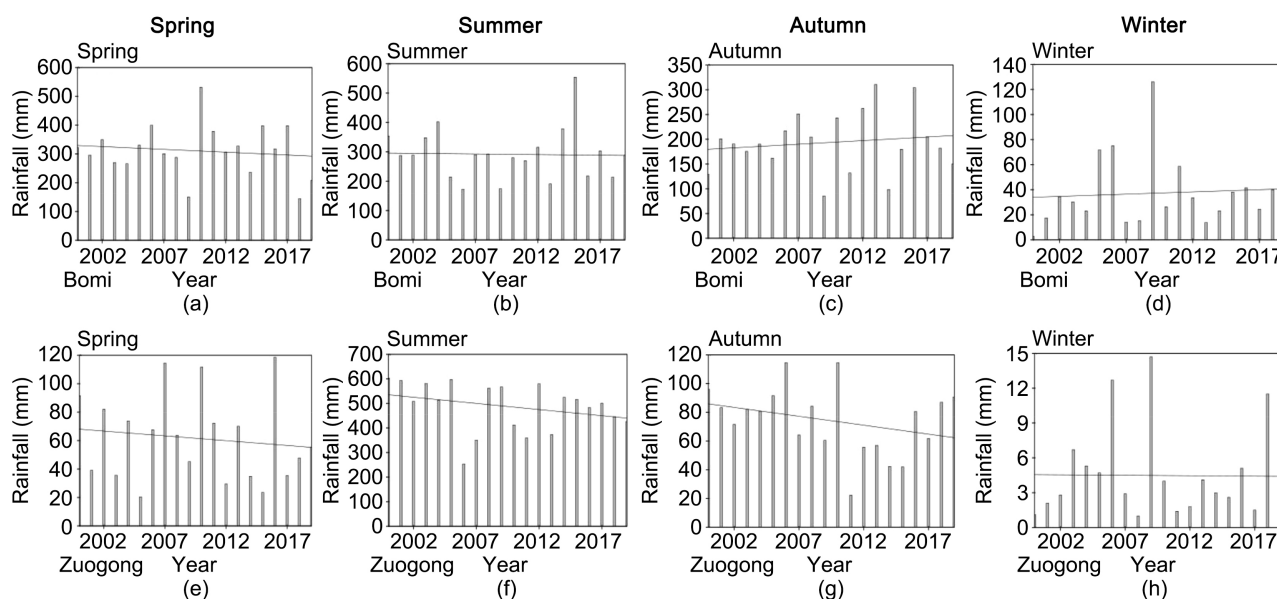 Spring
Summer
Autumn
Winter
Spring
Rainfall (mm)
600
500
400
300
200
100
0
2002 2007 2012 2017
Bomi Year
(a)
Summer
Rainfall (mm)
600
500
400
300
200
100
0
2002 2007 2012 2017
Bomi Year
(b)
Autumn
Rainfall (mm)
350
300
250
200
150
100
050
0
2002 2007 2012 2017
Bomi Year
(c)
Winter
Rainfall (mm)
140
120
100
80
60
40
20
0
2002 2007 2012 2017
Bomi Year
(d)
Spring
Rainfall (mm)
120
100
80
60
40
20
0
2002 2007 2012 2017
Zuogong Year
(e)
Summer
Rainfall (mm)
700
600
500
400
300
200
100
0
2002 2007 2012 2017
Zuogong Year
(f)
Autumn
Rainfall (mm)
120
100
80
60
40
20
0
2002 2007 2012 2017
Zuogong Year
(g)
Winter
Rainfall (mm)
15
12
9
6
3
0
2002 2007 2012 2017
Zuogong Year
(h)